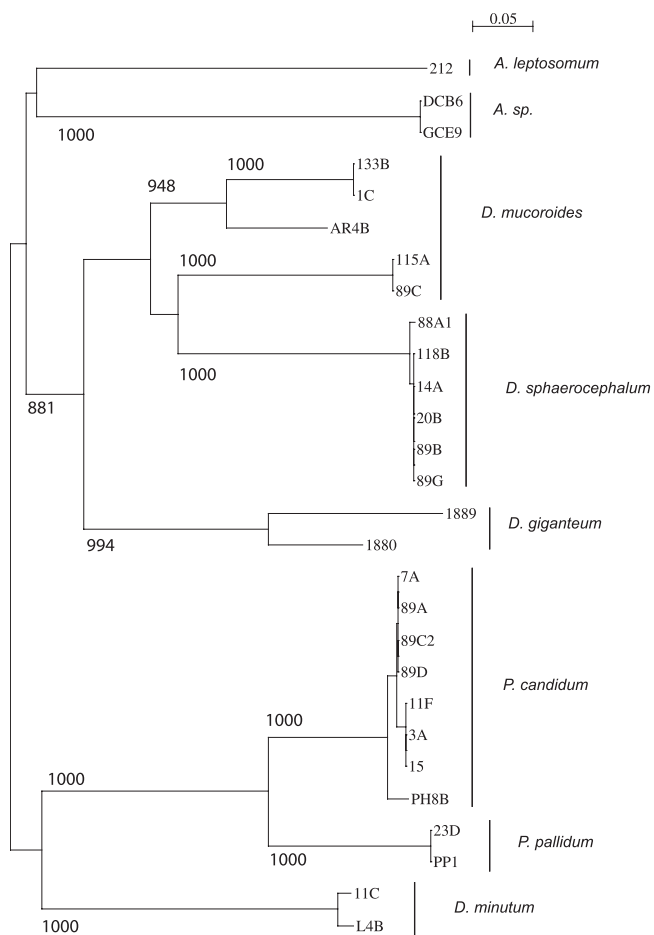 0.05
212
A. leptosomum
DCB6
A. sp.
GCE9
1000
133B
1000
948
1C
D. mucoroides
AR4B
115A
1000
89C
88A1
118B
1000
14A
D. sphaerocephalum
881
20B
89B
89G
1889
D. giganteum
994
1880
7A
89A
89C2
89D
P. candidum
11F
1000
3A
15
1000
PH8B
23D
P. pallidum
1000
PP1
11C
D. minutum
1000
L4B